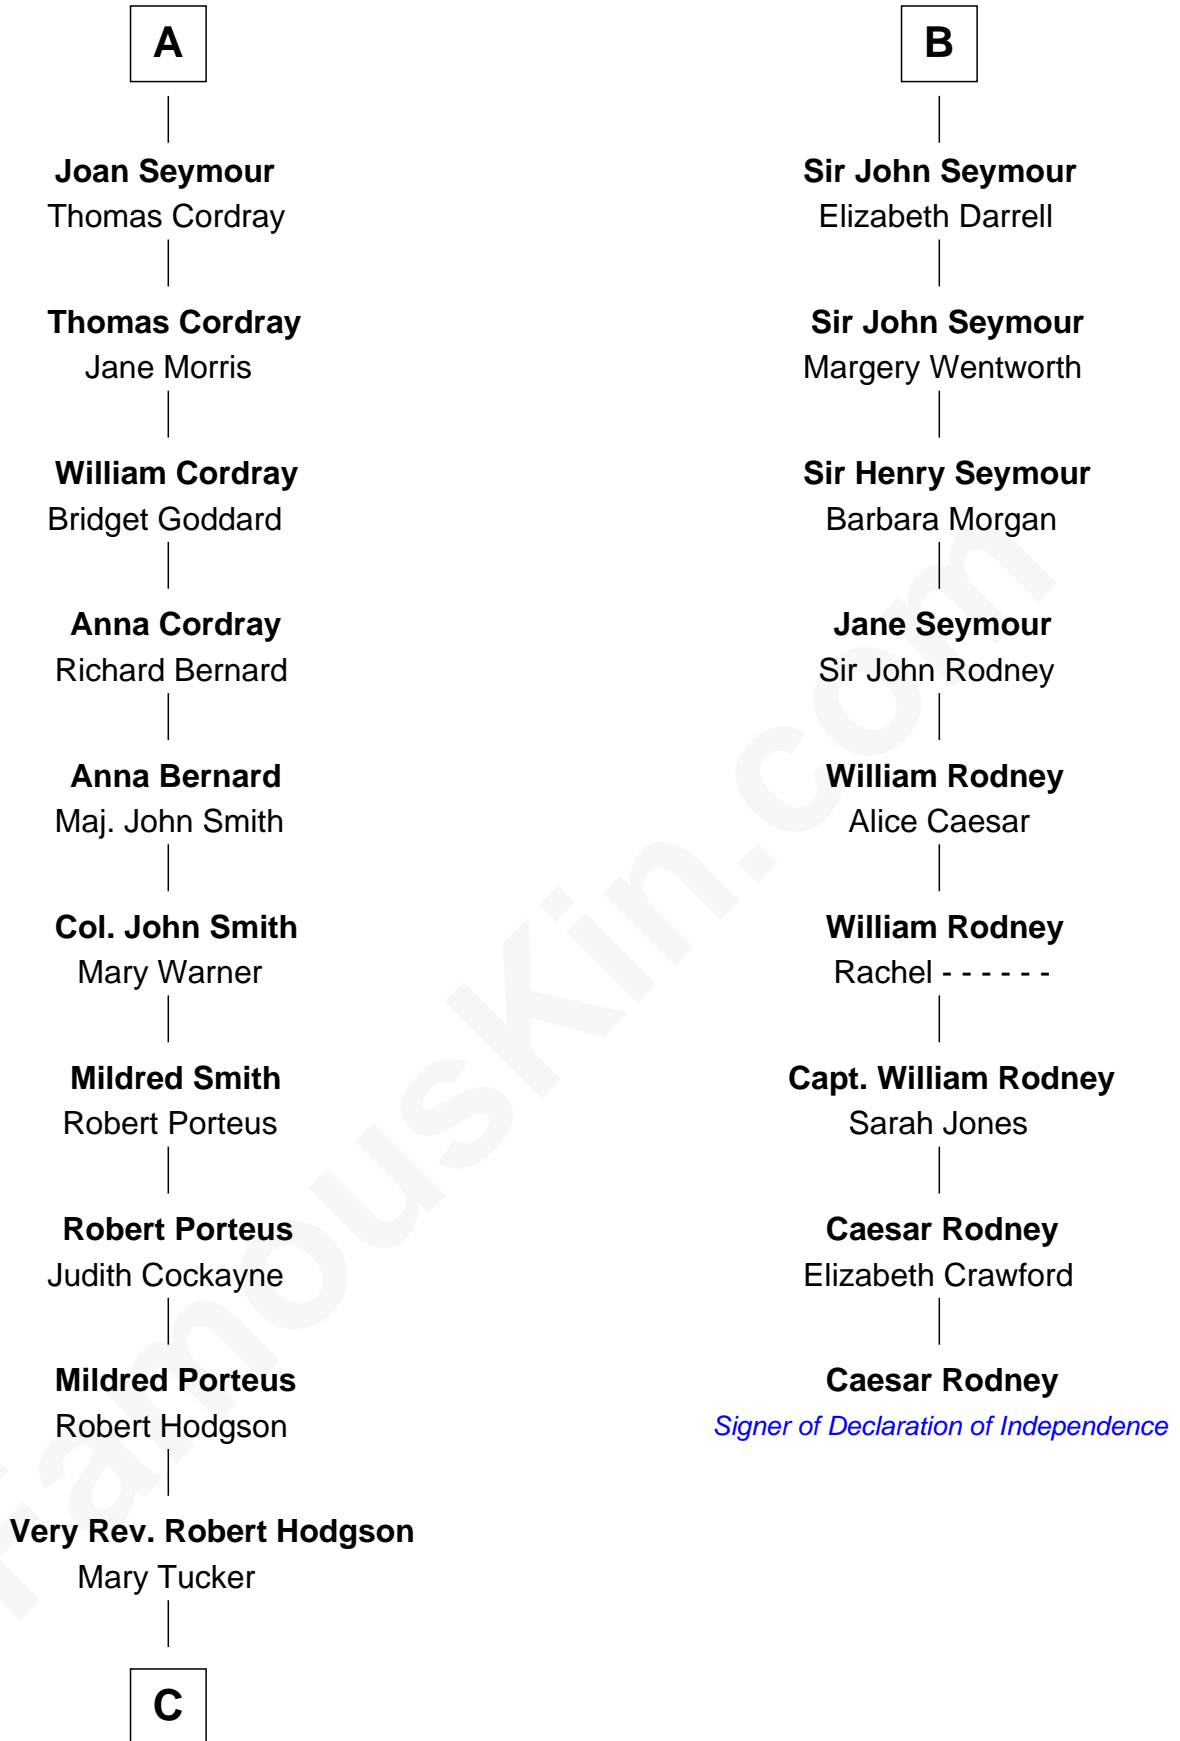 A
Joan Seymour
Thomas Cordray
Thomas Cordray
Jane Morris
William Cordray
Bridget Goddard
Anna Cordray
Richard Bernard
Anna Bernard
Maj. John Smith
Col. John Smith
Mary Warner
Mildred Smith
Robert Porteus
Robert Porteus
Judith Cockayne
Mildred Porteus
Robert Hodgson
Very Rev. Robert Hodgson
Mary Tucker
C
B
Sir John Seymour
Elizabeth Darrell
Sir John Seymour
Margery Wentworth
Sir Henry Seymour
Barbara Morgan
Jane Seymour
Sir John Rodney
William Rodney
Alice Caesar
William Rodney
Rachel - - - - - -
Capt. William Rodney
Sarah Jones
Caesar Rodney
Elizabeth Crawford
Caesar Rodney
Signer of Declaration of Independence
FamousKin.com